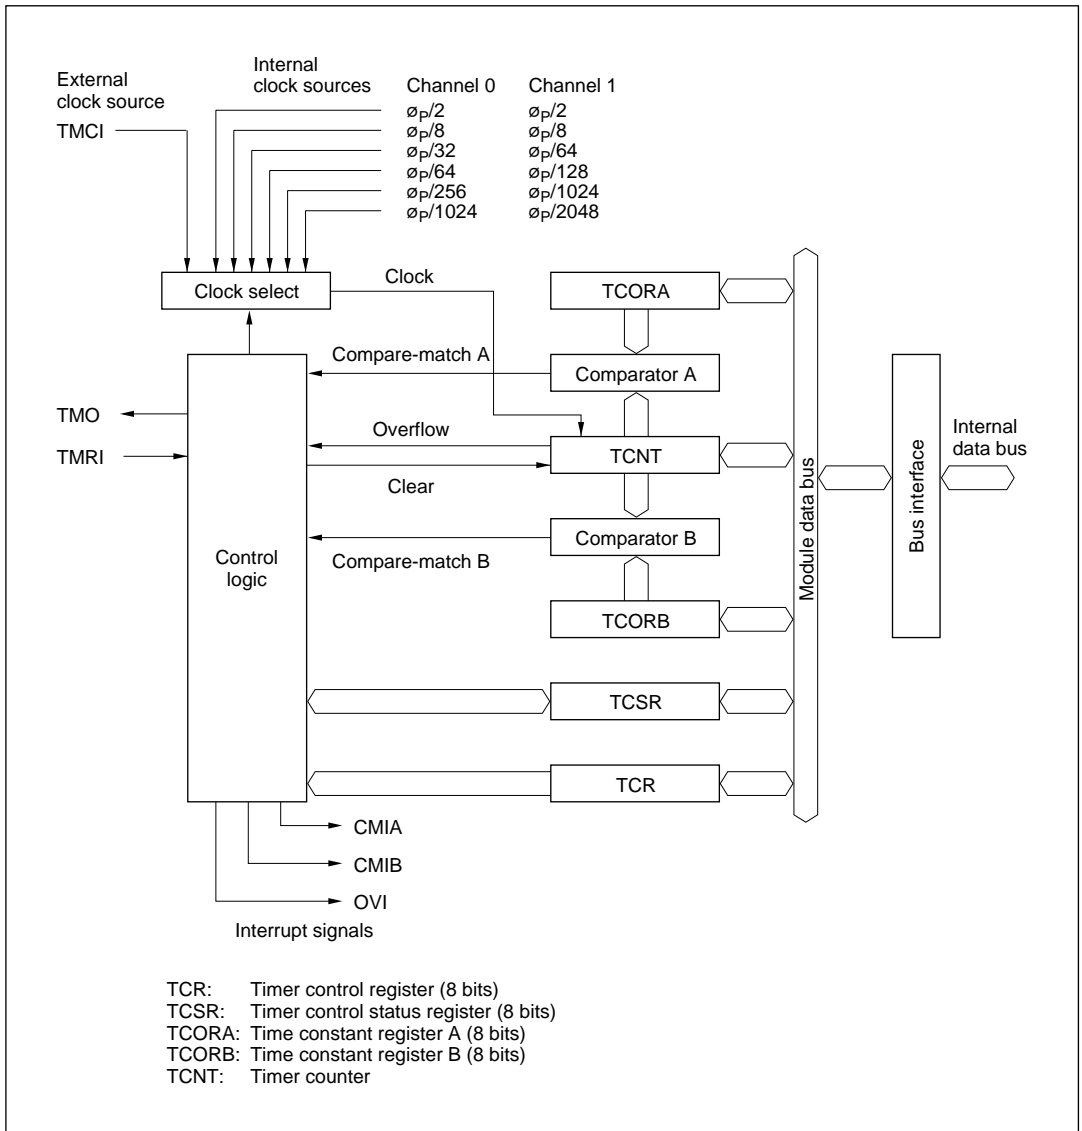 External
clock source
TMCI
Internal
clock sources
Channel 0
Channel 1
øP/2
øP/2
øP/8
øP/8
øP/32
øP/64
øP/64
øP/128
øP/256
øP/1024
øP/1024
øP/2048
Clock select
Clock
TCORA
Compare-match A
Comparator A
TMO
TMRI
Overflow
TCNT
Clear
Comparator B
Compare-match B
Control
logic
TCORB
TCSR
TCR
Module data bus
Bus interface
Internal
data bus
CMIA
CMIB
OVI
Interrupt signals
TCR: Timer control register (8 bits)
TCSR: Timer control status register (8 bits)
TCORA: Time constant register A (8 bits)
TCORB: Time constant register B (8 bits)
TCNT: Timer counter